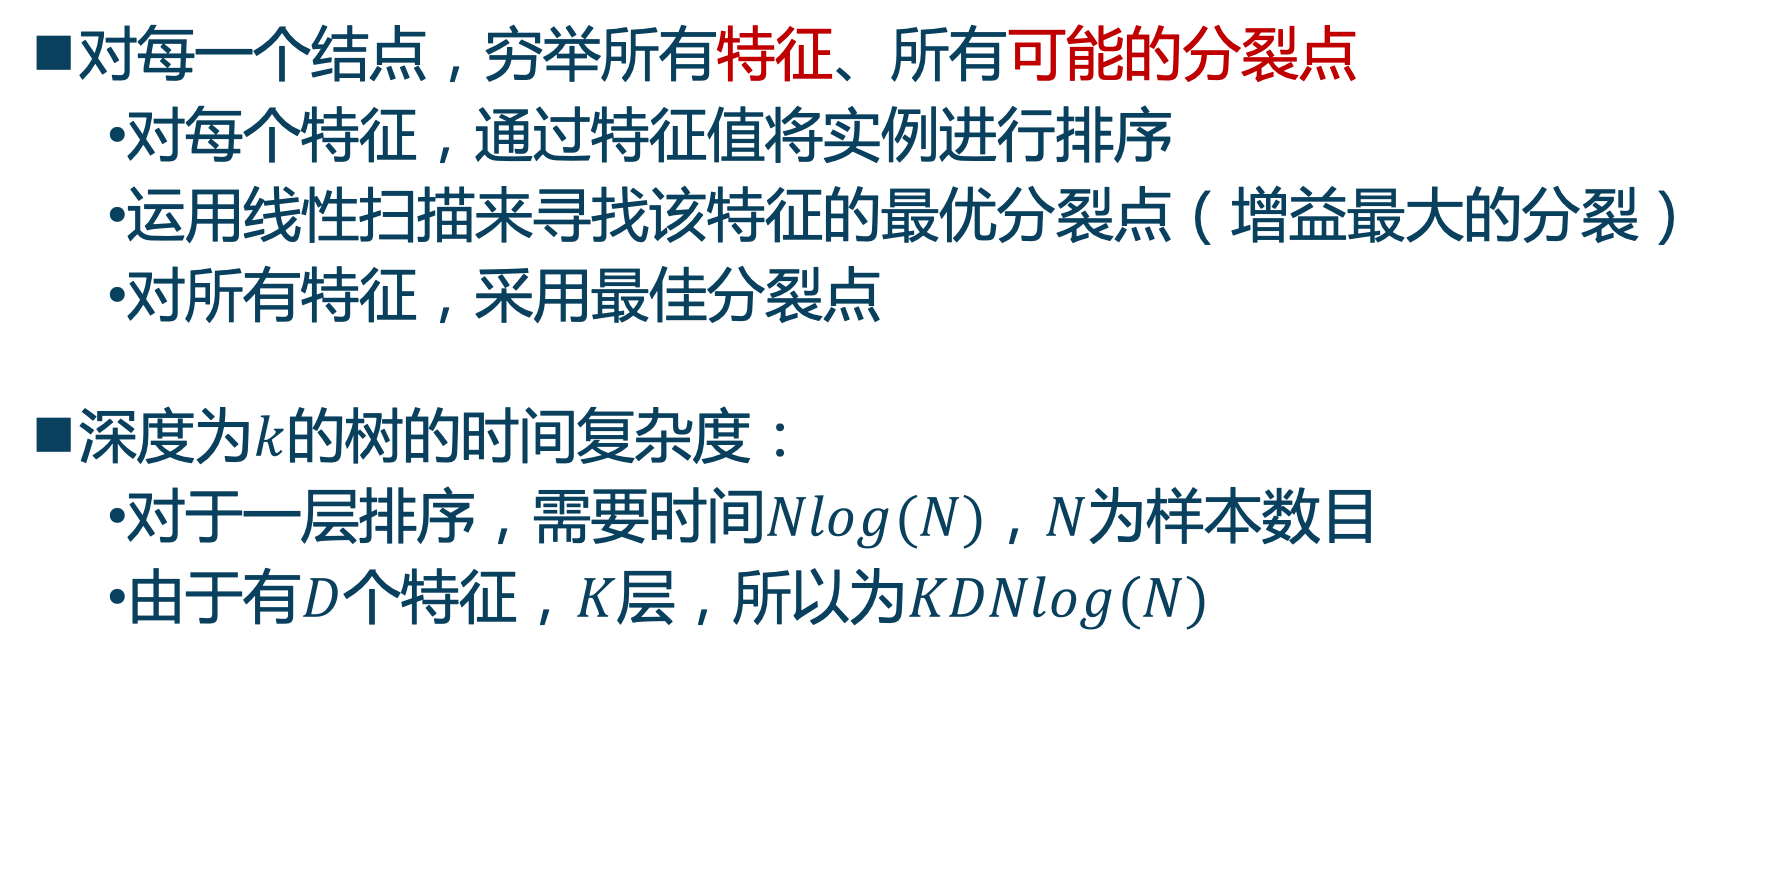 ■对每一个结点，穷举所有特征、所有可能的分裂点
•对每个特征，通过特征值将实例进行排序
•运用线性扫描来寻找该特征的最优分裂点（增益最大的分裂）
•对所有特征，采用最佳分裂点
■深度为k的树的时间复杂度：
•对于一层排序，需要时间Nlog(N)，N为样本数目
•由于有D个特征，K层，所以为KDNlog(N)